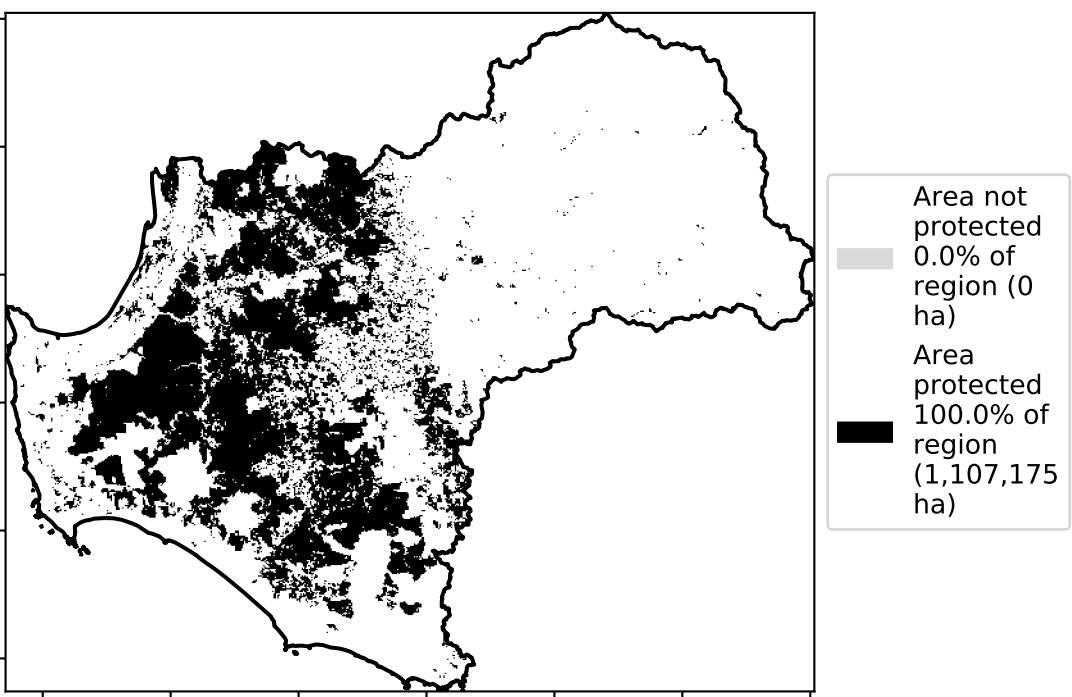 Area not
protected
0.0% of
region (0
ha)
Area
protected
100.0% of
region
(1,107,175
ha)